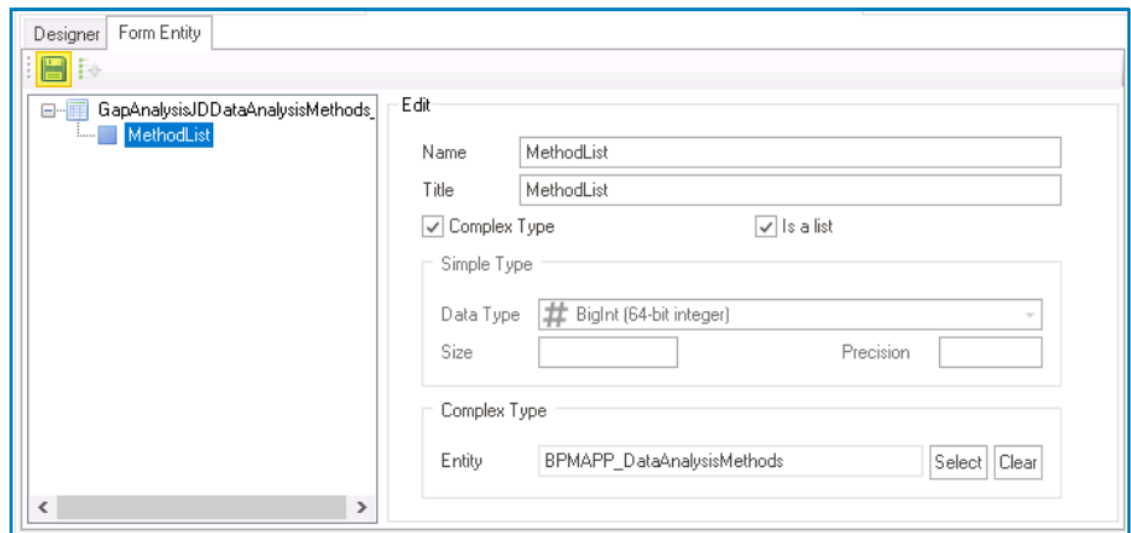 Designer Form Entity
GapAnalysisJDDataAnalysisMethods_
MethodList
Edit
Name MethodList
Title MethodList
Complex Type Is a list
Simple Type
Data Type # BigInt (64-bit integer)
Size Precision
Complex Type
Entity BPMAPP_DataAnalysisMethods Select Clear